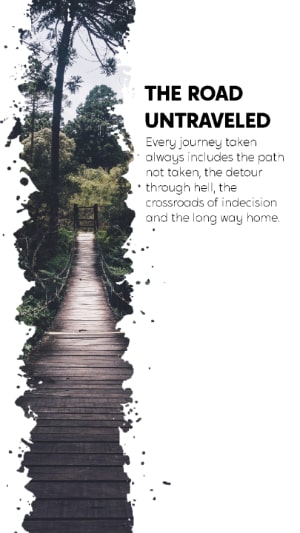 THE ROAD
UNTRAVELED
Every journey taken
always includes the path
not taken, the detour
through hell, the
crossroads of indecision
and the long way home.